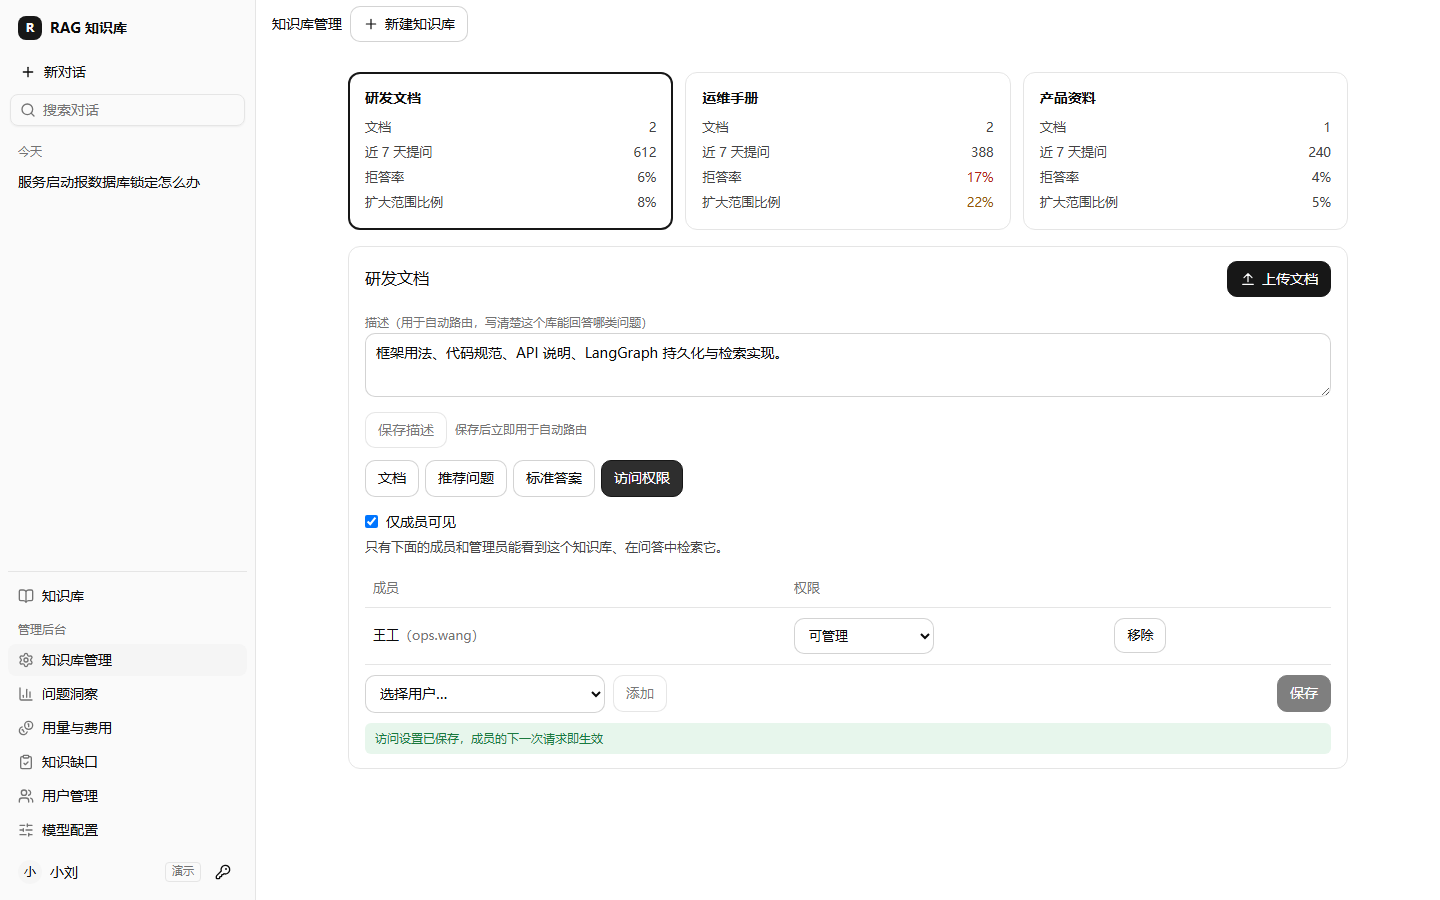 R RAG 知识库
新对话
搜索对话
今天
服务启动报数据库锁定怎么办
知识库
管理后台
知识库管理
问题洞察
用量与费用
知识缺口
用户管理
模型配置
小 小刘 演示
知识库管理 新建知识库
研发文档
文档 2
近 7 天提问 612
拒答率 6%
扩大范围比例 8%
运维手册
文档 2
近 7 天提问 388
拒答率 17%
扩大范围比例 22%
产品资料
文档 1
近 7 天提问 240
拒答率 4%
扩大范围比例 5%
研发文档 上传文档
描述（用于自动路由，写清楚这个库能回答哪类问题）
框架用法、代码规范、API 说明、LangGraph 持久化与检索实现。
保存描述 保存后立即用于自动路由
文档 推荐问题 标准答案 访问权限
仅成员可见
只有下面的成员和管理员能看到这个知识库、在问答中检索它。
成员 权限
王工（ops.wang） 可管理 移除
选择用户... 添加 保存
访问设置已保存，成员的下一次请求即生效